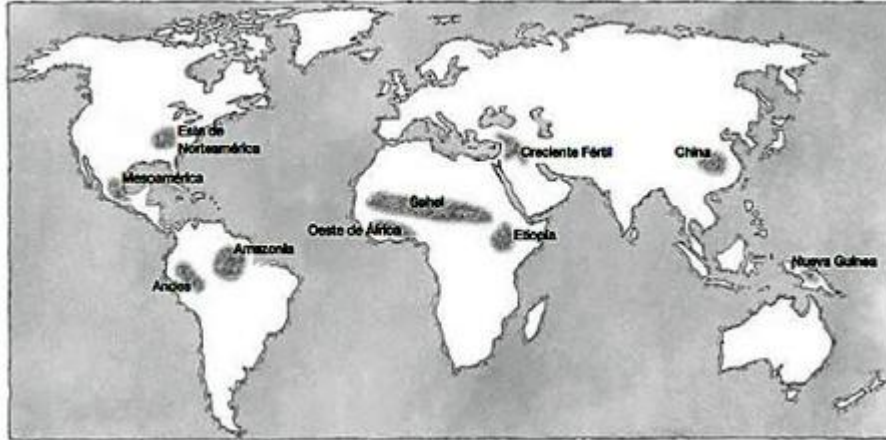 Este de
Norteamérica
Mesoamérica
Creciente Fértil
China
Sahel
Oeste de África
Etiopía
Amazonia
Andes
Nueva Guinea